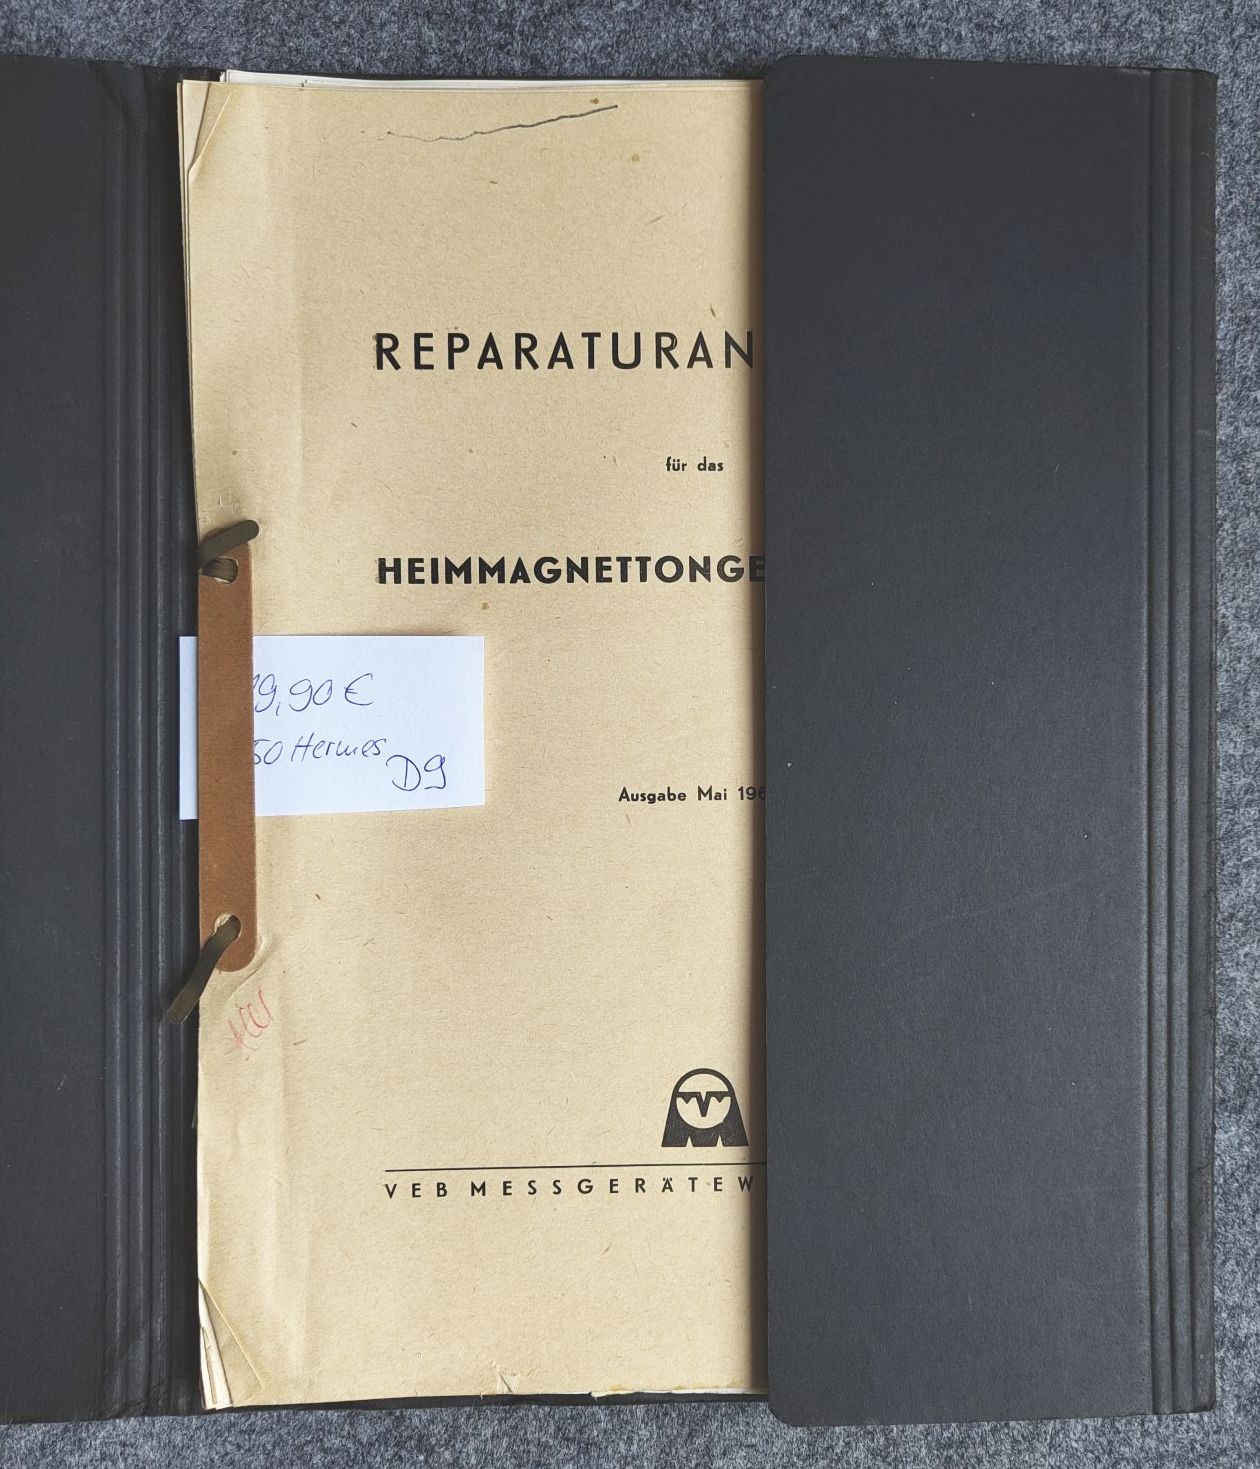 REPARATURAN
für das
HEIMMAGNETTONGE
9,90 €
50 Hermes
D9
Ausgabe Mai 196
VEB MESSGERÄTEW